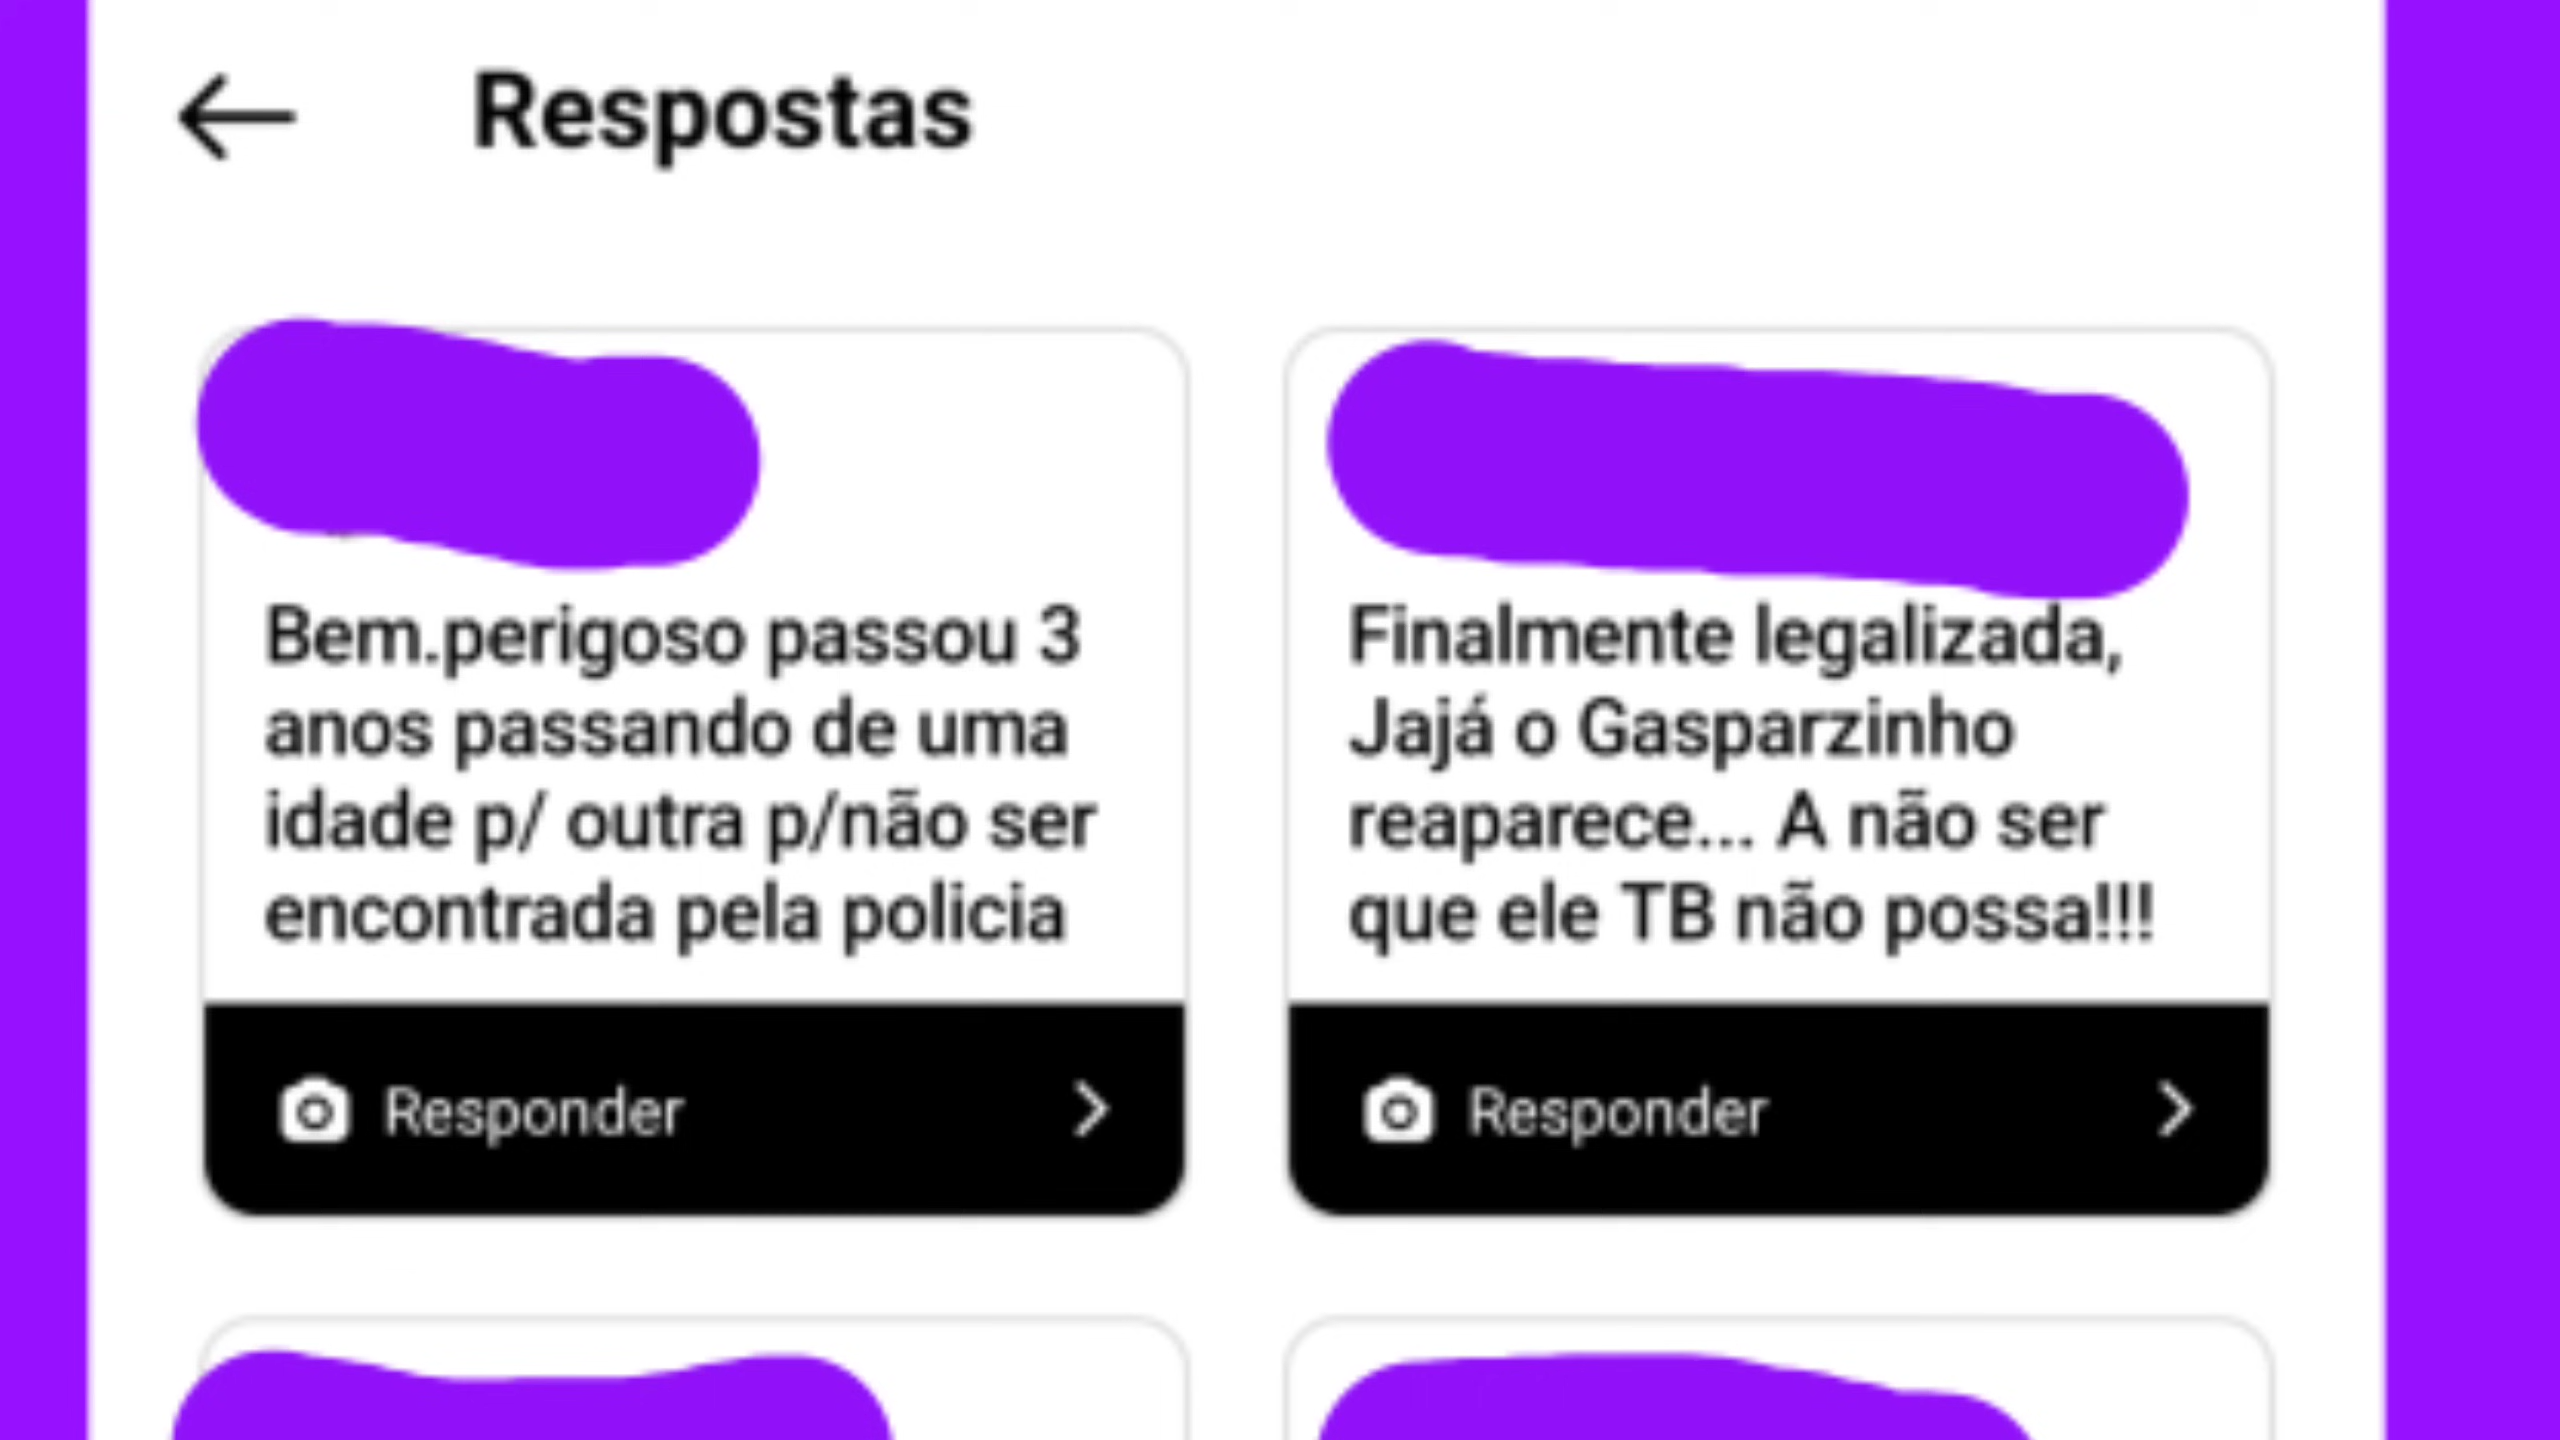 Respostas
Bem.perigoso passou 3
anos passando de uma
idade p/ outra p/não ser
encontrada pela policia
Responder
Finalmente legalizada,
Jajá o Gasparzinho
reaparece... A não ser
que ele TB não possa!!!
Responder